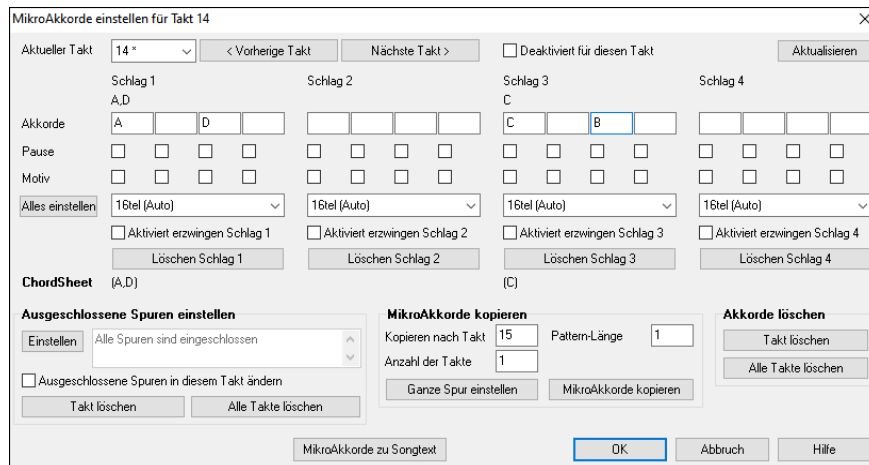 MikroAkkorde einstellen für Takt 14
Aktueller Takt 14 * < Vorherige Takt Nächste Takt > Deaktiviert für diesen Takt Aktualisieren
Schlag 1 Schlag 2 Schlag 3 Schlag 4
A,D C
Akkorde A D C B
Pause
Motiv
Alles einstellen 16tel (Auto) 16tel (Auto) 16tel (Auto) 16tel (Auto)
Aktiviert erzwingen Schlag 1 Aktiviert erzwingen Schlag 2 Aktiviert erzwingen Schlag 3 Aktiviert erzwingen Schlag 4
Löschen Schlag 1 Löschen Schlag 2 Löschen Schlag 3 Löschen Schlag 4
ChordSheet (A,D) (C)
Ausgeschlossene Spuren einstellen
Einstellen Alle Spuren sind eingeschlossen
Ausgeschlossene Spuren in diesem Takt ändern
Takt löschen Alle Takte löschen
MikroAkkorde kopieren
Kopieren nach Takt 15 Pattern-Länge 1
Anzahl der Takte 1
Ganze Spur einstellen MikroAkkorde kopieren
Akkorde löschen
Takt löschen
Alle Takte löschen
MikroAkkorde zu Songtext OK Abbruch Hilfe